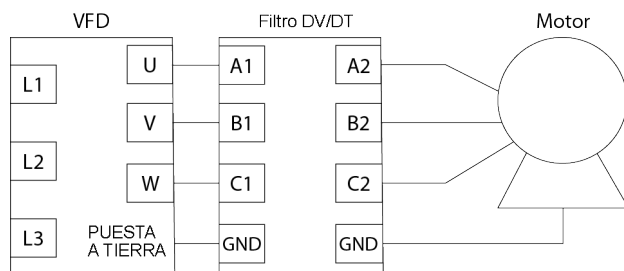 VFD
Filtro DV/DT
Motor
U
A1
A2
L1
V
B1
B2
L2
W
C1
C2
L3
PUESTA
A TIERRA
GND
GND